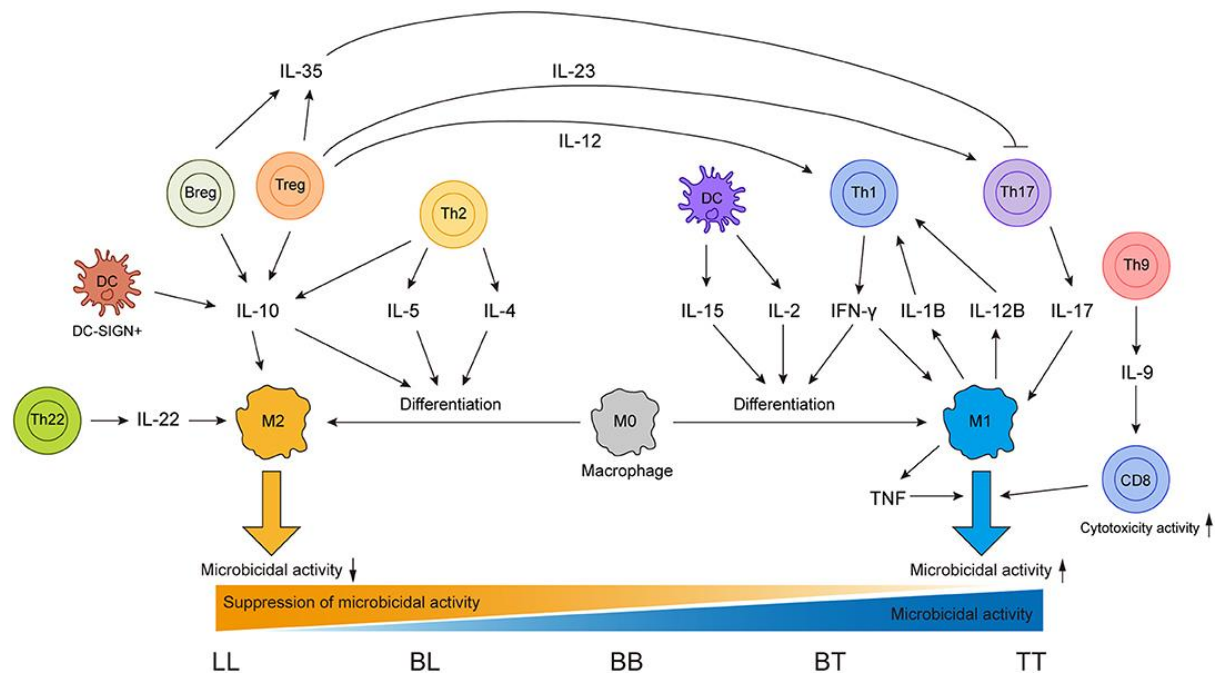 IL-35
IL-23
IL-12
Breg
Treg
Th2
DC
Th1
Th17
Th9
DC
DC-SIGN+
IL-10
IL-5
IL-4
IL-15
IL-2
IFN-γ
IL-1B
IL-12B
IL-17
IL-9
Th22
IL-22
M2
Differentiation
M0
Macrophage
Differentiation
M1
TNF
CD8
Cytotoxicity activity
Microbicidal activity
Microbicidal activity
Suppression of microbicidal activity
Microbicidal activity
LL
BL
BB
BT
TT